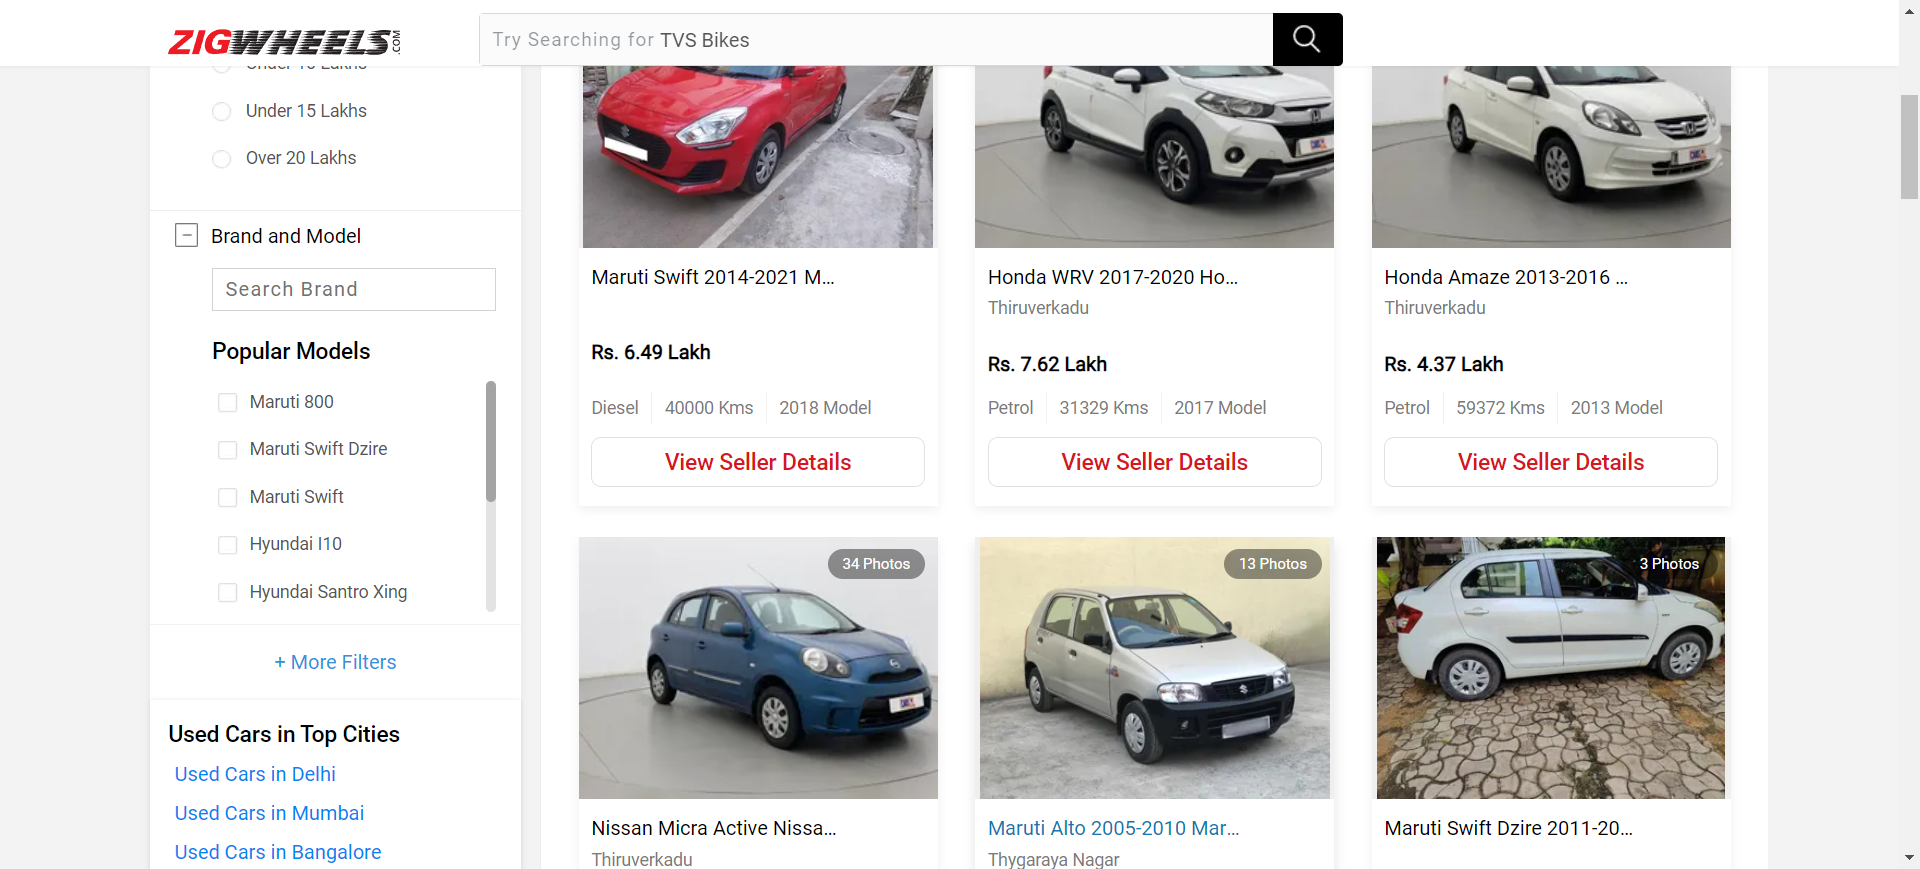 ZIGWHEELS.COM
Try Searching for TVS Bikes
Under 15 Lakhs
Over 20 Lakhs
Brand and Model
Search Brand
Popular Models
Maruti 800
Maruti Swift Dzire
Maruti Swift
Hyundai I10
Hyundai Santro Xing
+ More Filters
Used Cars in Top Cities
Used Cars in Delhi
Used Cars in Mumbai
Used Cars in Bangalore
Maruti Swift 2014-2021 M...
Rs. 6.49 Lakh
Diesel 40000 Kms 2018 Model
View Seller Details
Honda WRV 2017-2020 Ho...
Thiruverkadu
Rs. 7.62 Lakh
Petrol 31329 Kms 2017 Model
View Seller Details
Honda Amaze 2013-2016 ...
Thiruverkadu
Rs. 4.37 Lakh
Petrol 59372 Kms 2013 Model
View Seller Details
34 Photos
Nissan Micra Active Nissa...
Thiruverkadu
13 Photos
Maruti Alto 2005-2010 Mar...
Thygaraya Nagar
3 Photos
Maruti Swift Dzire 2011-20...